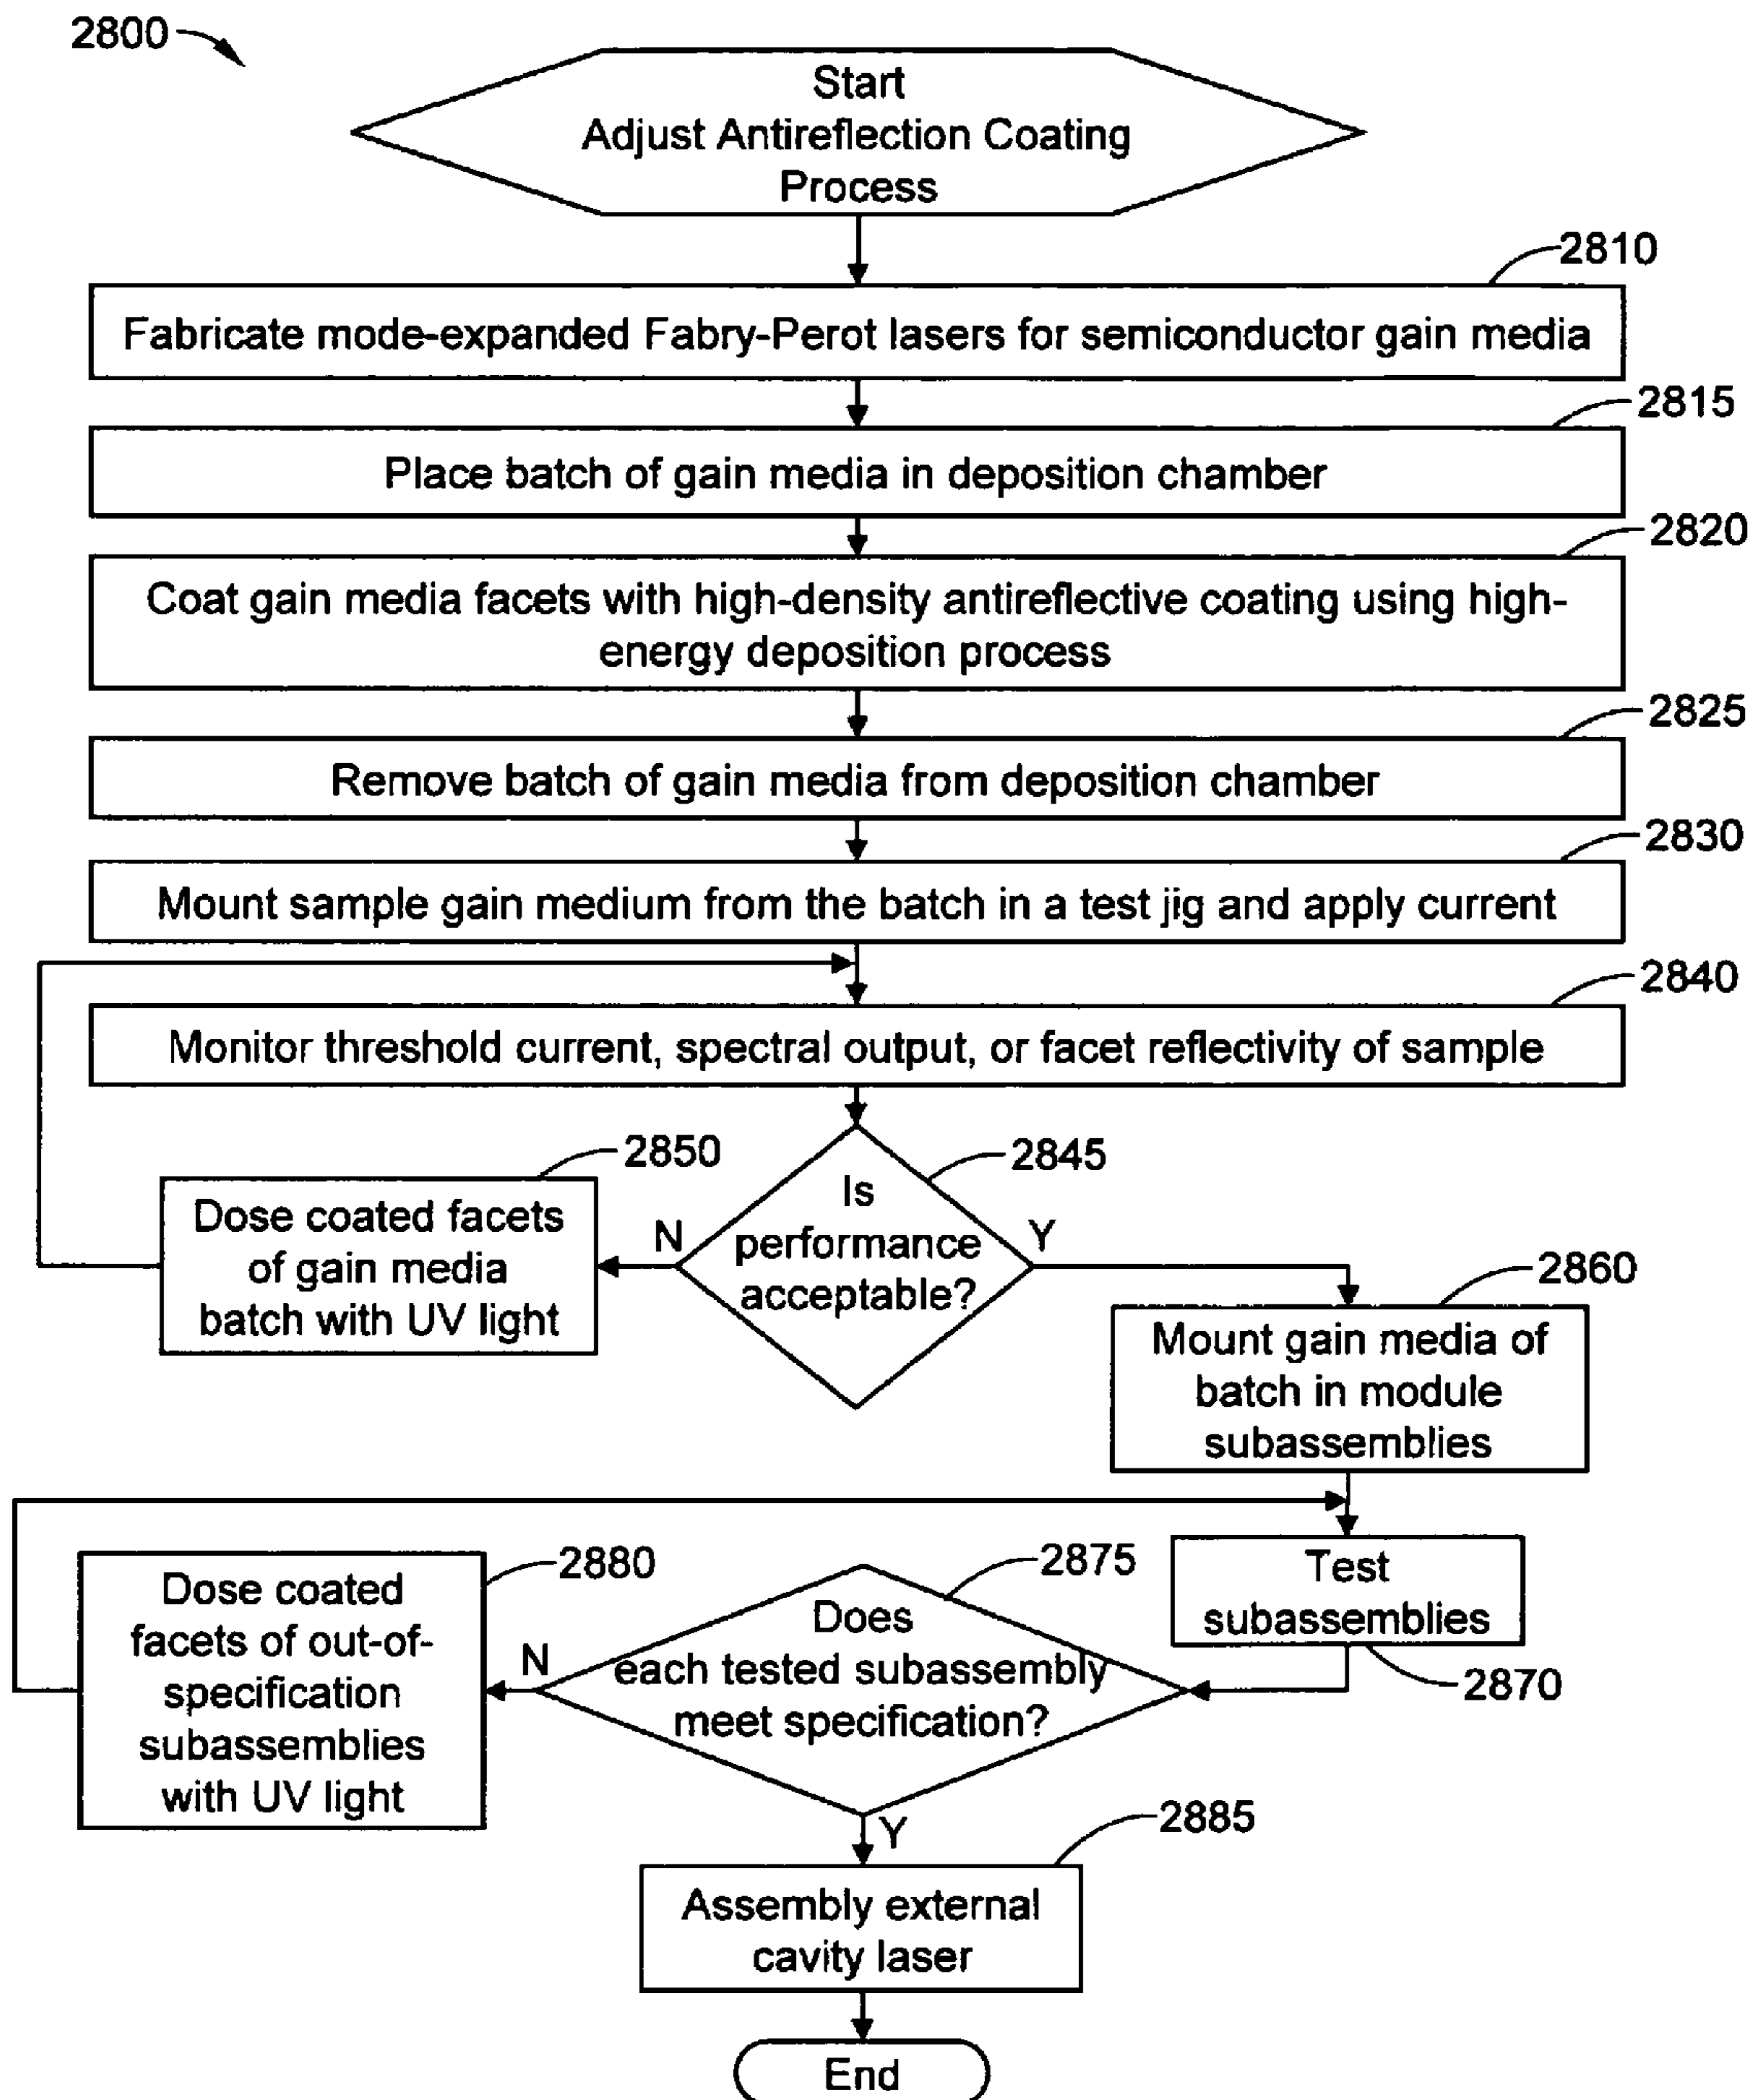 2800
Start
Adjust Antireflection Coating
Process
2810
Fabricate mode-expanded Fabry-Perot lasers for semiconductor gain media
2815
Place batch of gain media in deposition chamber
2820
Coat gain media facets with high-density antireflective coating using high-
energy deposition process
2825
Remove batch of gain media from deposition chamber
2830
Mount sample gain medium from the batch in a test jig and apply current
2840
Monitor threshold current, spectral output, or facet reflectivity of sample
2850
Dose coated facets
of gain media
batch with UV light
N
2845
Is
performance
acceptable?
Y
2860
Mount gain media of
batch in module
subassemblies
Test
subassemblies
2870
2875
Does
each tested subassembly
meet specification?
N
2880
Dose coated
facets of out-of-
specification
subassemblies
with UV light
Y
2885
Assembly external
cavity laser
End